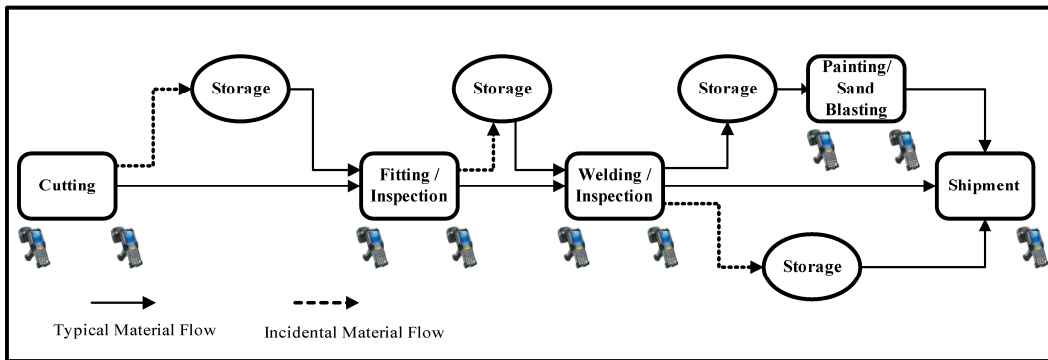 Storage
Storage
Storage
Painting/
Sand
Blasting
Cutting
Fitting /
Inspection
Welding /
Inspection
Shipment
Storage
Typical Material Flow
Incidental Material Flow